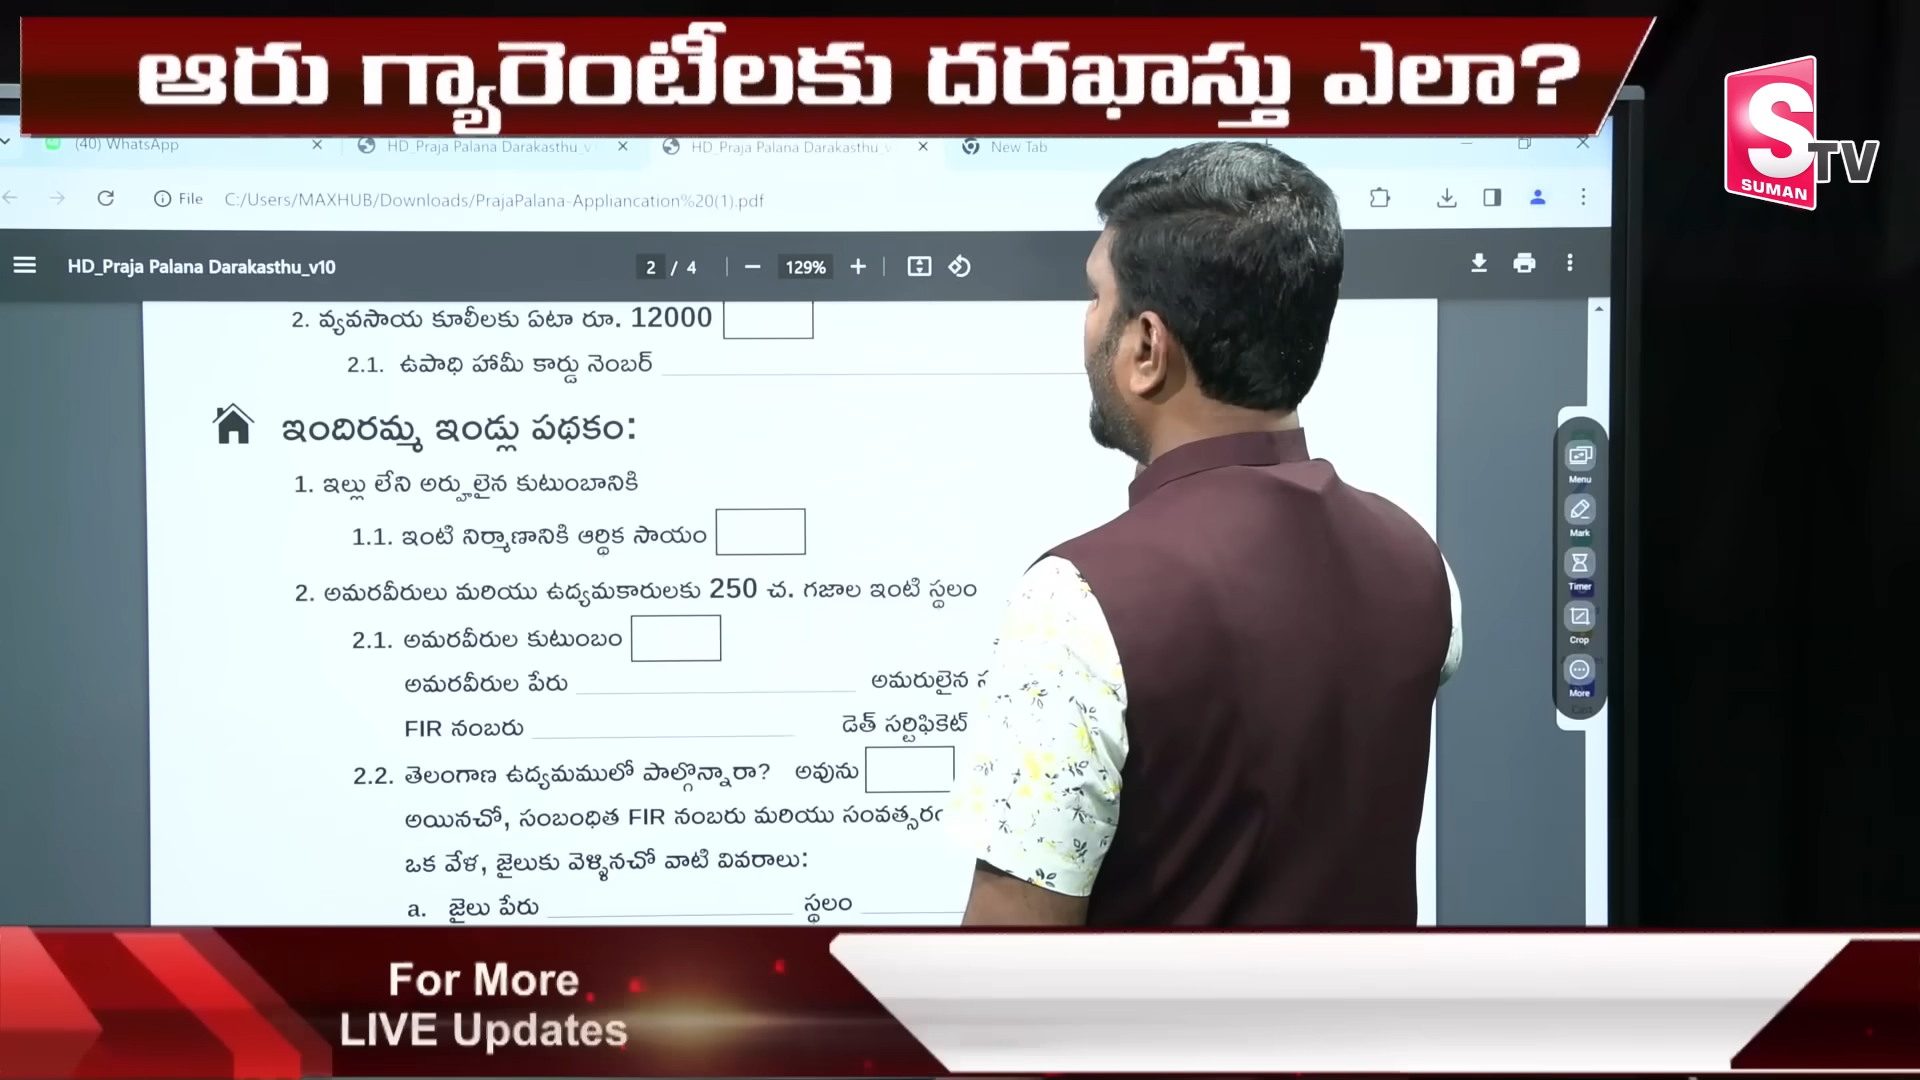 ఆరు గ్యారెంటీలకు దరఖాస్తు ఎలా?
S
TV
SUMAN
(40) WhatsApp
HD_Praja Palana Darakasthu_v
HD_Praja Palana Darakasthu_v
New Tab
File C:/Users/MAXHUB/Downloads/PrajaPalana-Appliancation%20(1).pdf
HD_Praja Palana Darakasthu_v10
2 / 4
129%
2. వ్యవసాయ కూలీలకు ఏటా రూ. 12000
2.1. ఉపాధి హామీ కార్డు నెంబర్
ఇందిరమ్మ ఇండ్లు పథకం:
1. ఇల్లు లేని అర్హులైన కుటుంబానికి
1.1. ఇంటి నిర్మాణానికి ఆర్థిక సాయం
2. అమరవీరులు మరియు ఉద్యమకారులకు 250 చ. గజాల ఇంటి స్థలం
2.1. అమరవీరుల కుటుంబం
అమరవీరుల పేరు అమరులైన
FIR నంబరు డెత్ సర్టిఫికెట్
2.2. తెలంగాణ ఉద్యమములో పాల్గొన్నారా? అవును
అయినచో, సంబంధిత FIR నంబరు మరియు సంవత్సర
ఒక వేళ, జైలుకు వెళ్ళినచో వాటి వివరాలు:
a. జైలు పేరు స్థలం
Menu
Mark
Timer
Crop
More
For More
LIVE Updates